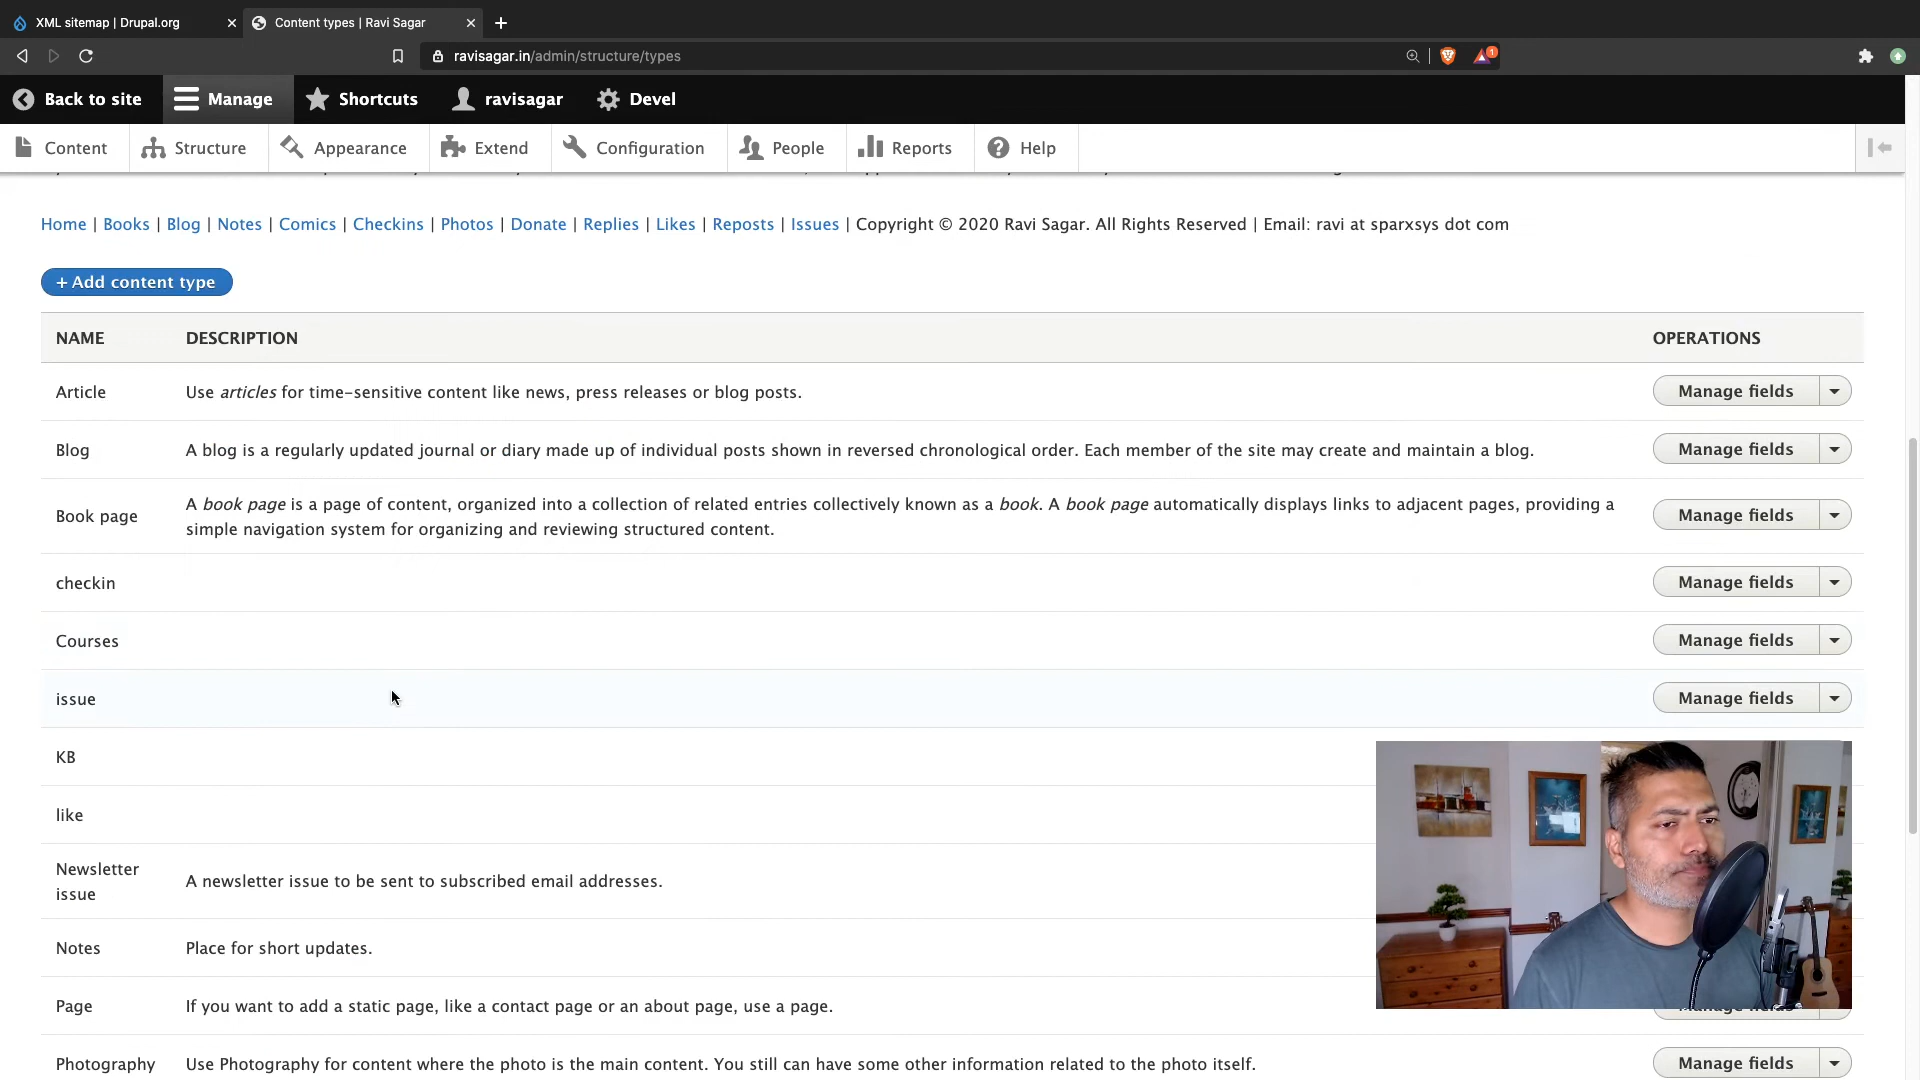 XML sitemap | Drupal.org
Content types | Ravi Sagar
ravisagar.in/admin/structure/types
1
Back to site
Manage
Shortcuts
ravisagar
Devel
Content
Structure
Appearance
Extend
Configuration
People
Reports
Help
Home | Books | Blog | Notes | Comics | Checkins | Photos | Donate | Replies | Likes | Reposts | Issues | Copyright © 2020 Ravi Sagar. All Rights Reserved | Email: ravi at sparxsys dot com
+ Add content type
NAME DESCRIPTION OPERATIONS
Article Use articles for time-sensitive content like news, press releases or blog posts. Manage fields
Blog A blog is a regularly updated journal or diary made up of individual posts shown in reversed chronological order. Each member of the site may create and maintain a blog. Manage fields
Book page A book page is a page of content, organized into a collection of related entries collectively known as a book. A book page automatically displays links to adjacent pages, providing a
simple navigation system for organizing and reviewing structured content. Manage fields
checkin Manage fields
Courses Manage fields
issue Manage fields
KB
like
Newsletter
issue
A newsletter issue to be sent to subscribed email addresses.
Notes Place for short updates.
Page If you want to add a static page, like a contact page or an about page, use a page. Manage fields
Photography Use Photography for content where the photo is the main content. You still can have some other information related to the photo itself. Manage fields